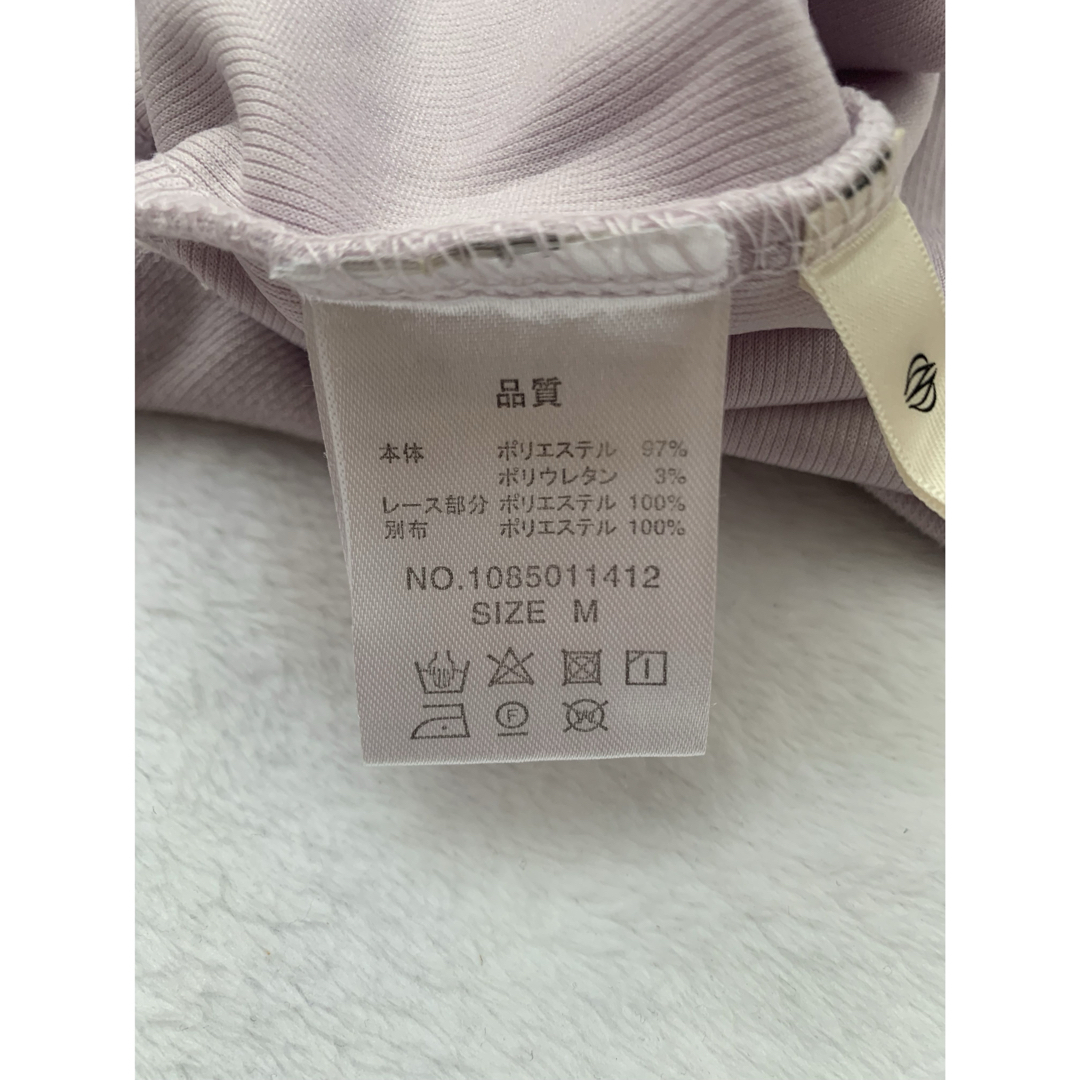 品質
本体 ポリエステル 97%
ポリウレタン 3%
レース部分 ポリエステル 100%
別布 ポリエステル 100%
NO.1085011412
SIZE M
F
W